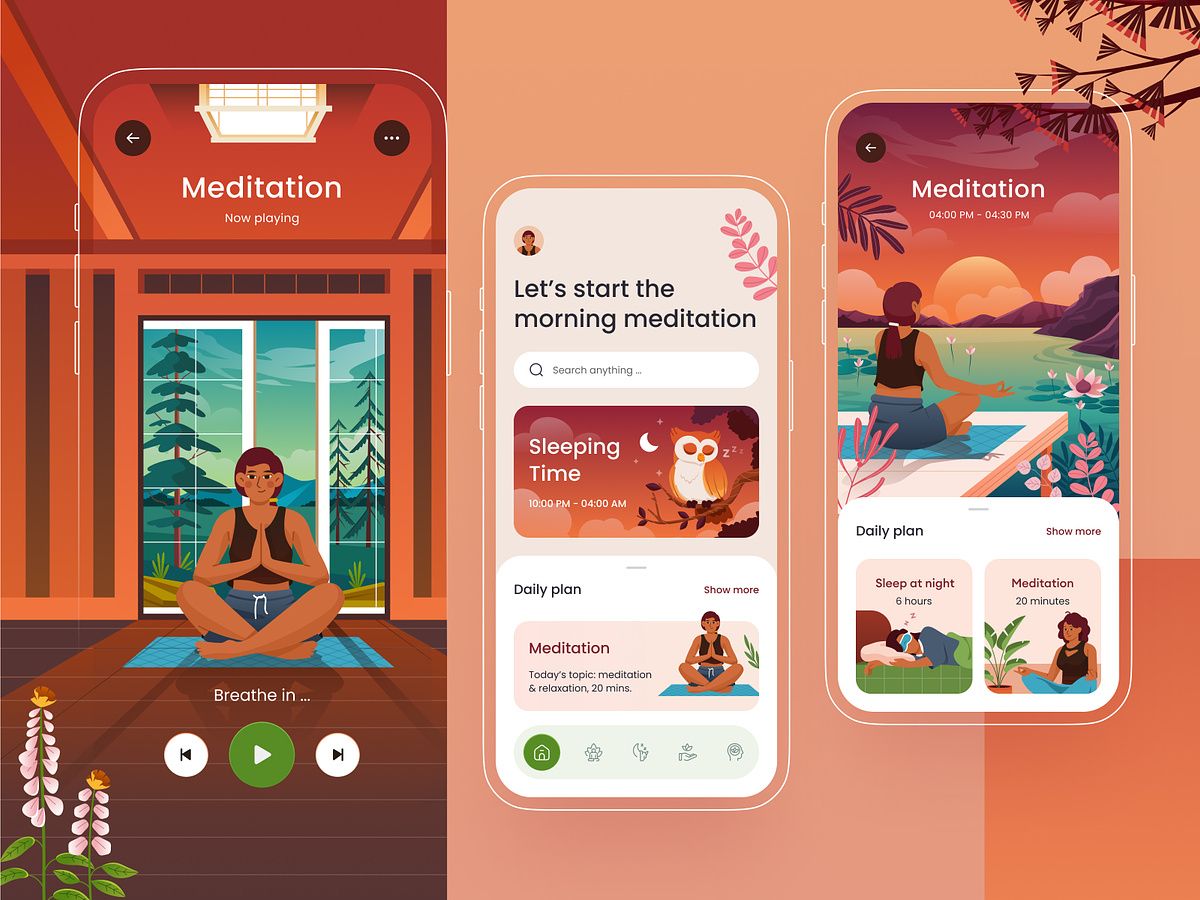 Meditation
Now playing
Breathe in ...
Let’s start the
morning meditation
Search anything ...
Sleeping
Time
10:00 PM - 04:00 AM
z z z
Daily plan
Show more
Meditation
Today’s topic: meditation
& relaxation, 20 mins.
Meditation
04:00 PM - 04:30 PM
Daily plan
Show more
Sleep at night
6 hours
z z
Meditation
20 minutes